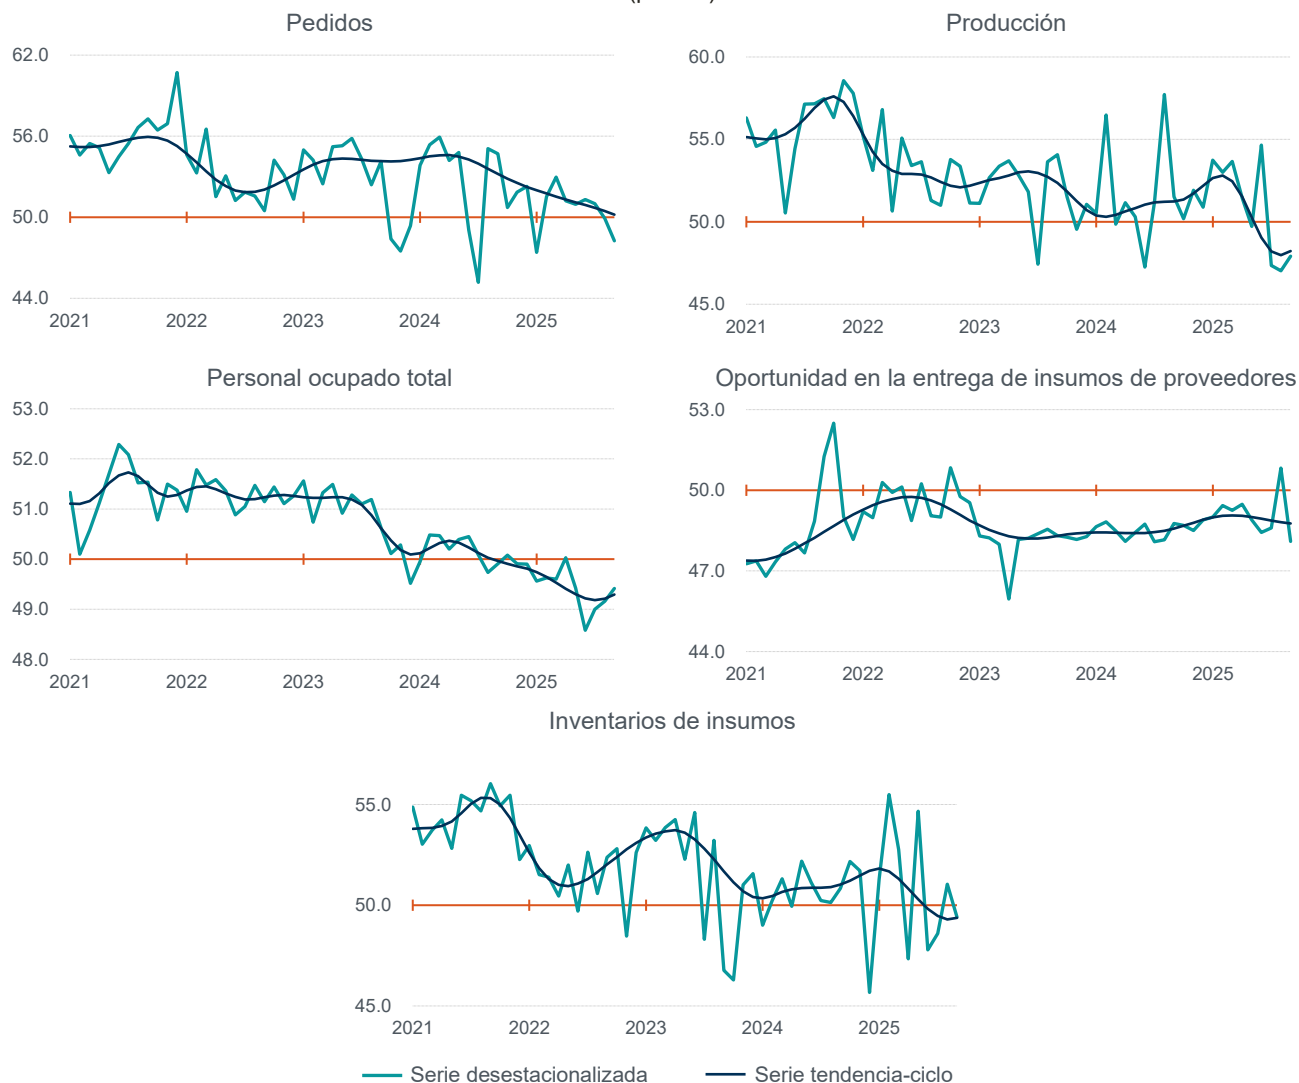 Pedidos
62.0
56.0
50.0
44.0
2021 2022 2023 2024 2025
Producción
60.0
55.0
50.0
45.0
2021 2022 2023 2024 2025
Personal ocupado total
53.0
52.0
51.0
50.0
49.0
48.0
2021 2022 2023 2024 2025
Oportunidad en la entrega de insumos de proveedores
53.0
50.0
47.0
44.0
2021 2022 2023 2024 2025
Inventarios de insumos
55.0
50.0
45.0
2021 2022 2023 2024 2025
Serie desestacionalizada Serie tendencia-ciclo